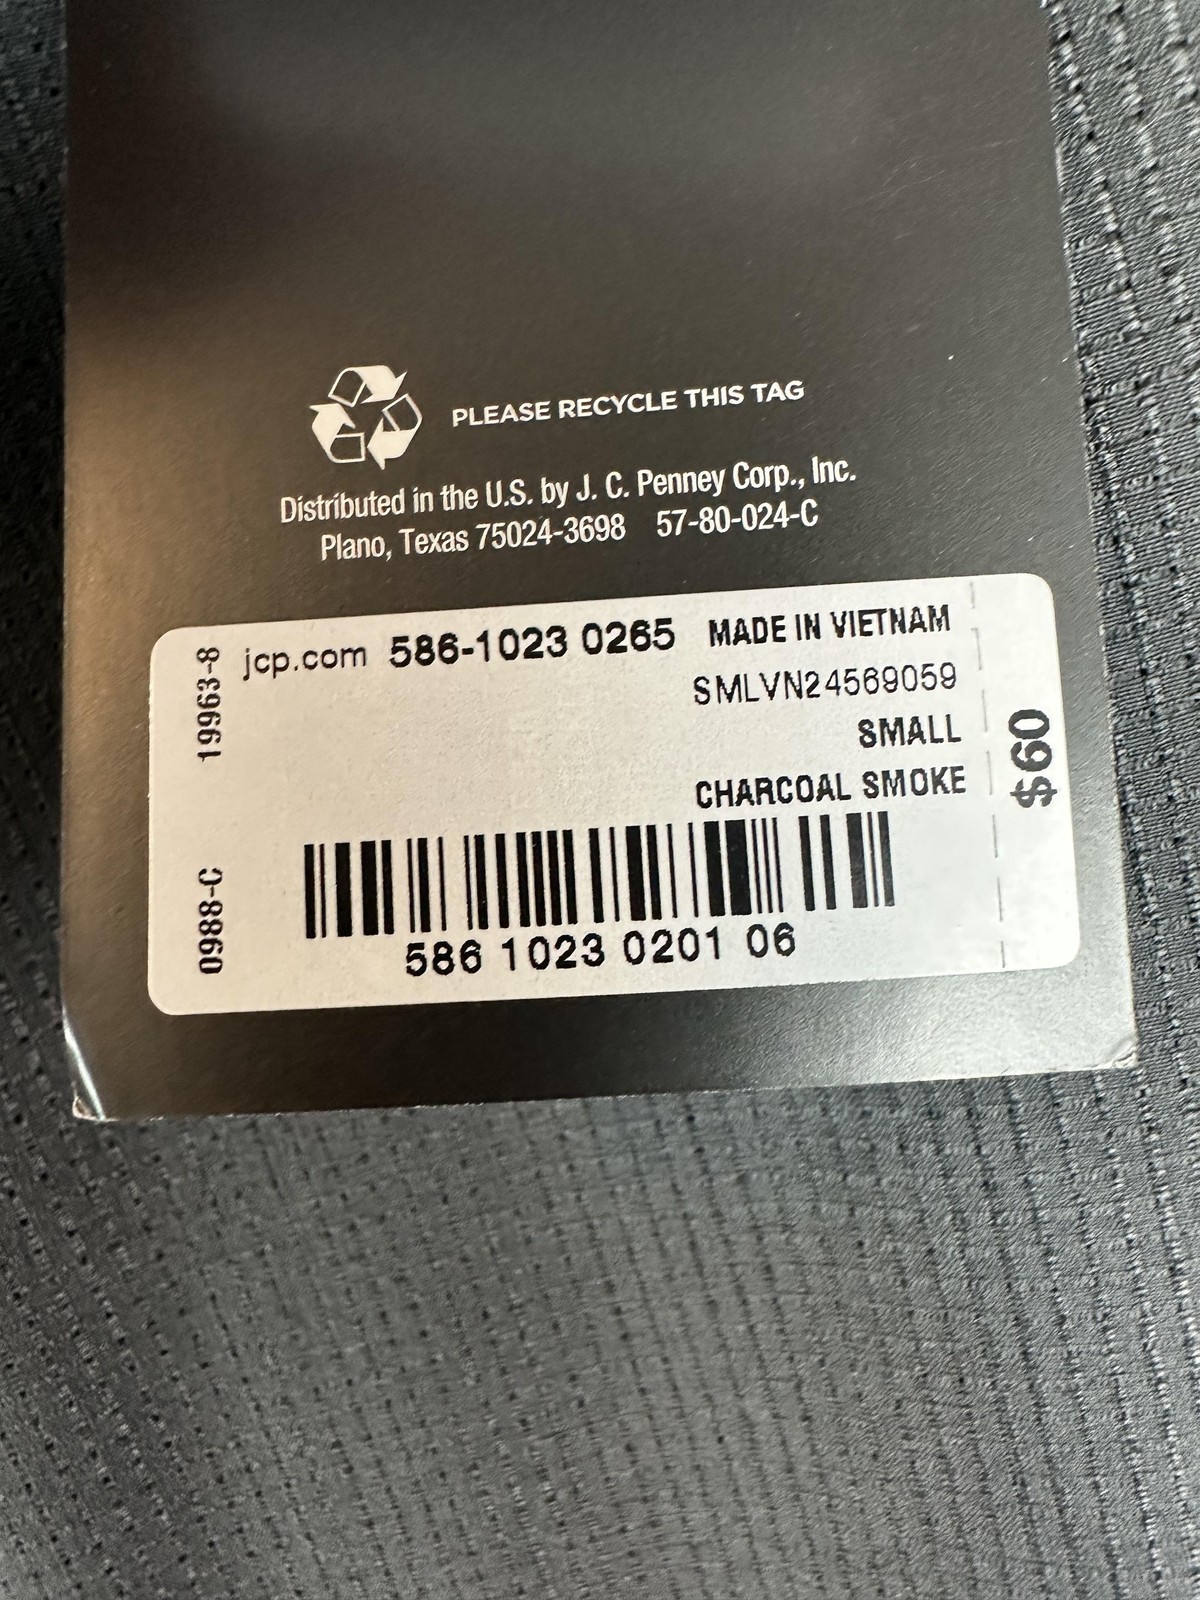 PLEASE RECYCLE THIS TAG
Distributed in the U.S. by J. C. Penney Corp., Inc.
Plano, Texas 75024-3698 57-80-024-C
19963-8
jcp.com 586-1023 0265 MADE IN VIETNAM
SMLVN24569059
SMALL
CHARCOAL SMOKE
$60
0988-C
586 1023 0201 06